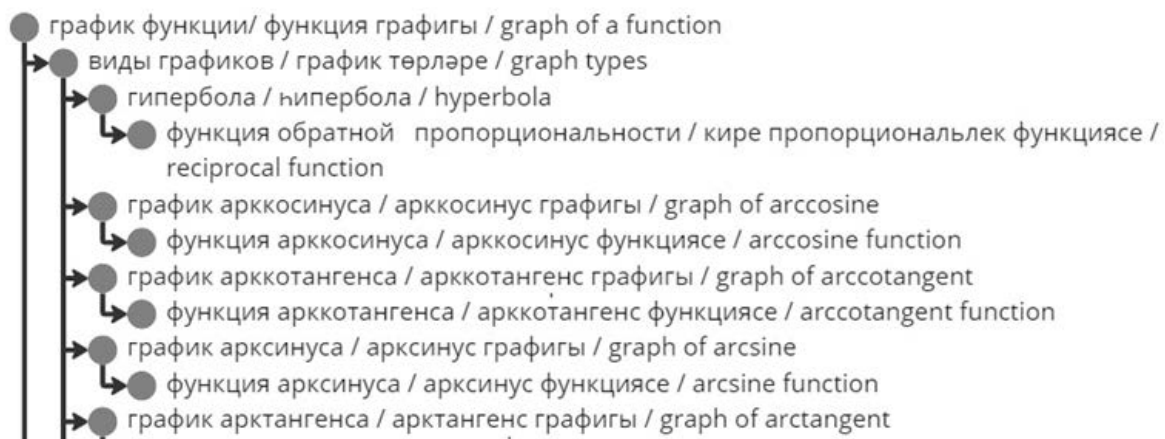 график функции/ функция графигы / graph of a function
виды графиков / график төрләре / graph types
гипербола / һипербола / hyperbola
функция обратной пропорциональности / кире пропорциональлек функциясе /
reciprocal function
график арккосинуса / арккосинус графигы / graph of arccosine
функция арккосинуса / арккосинус функциясе / arccosine function
график арккотангенса / арккотангенс графигы / graph of arccotangent
функция арккотангенса / арккотангенс функциясе / arccotangent function
график арксинуса / арксинус графигы / graph of arcsine
функция арксинуса / арксинус функциясе / arcsine function
график арктангенса / арктангенс графигы / graph of arctangent